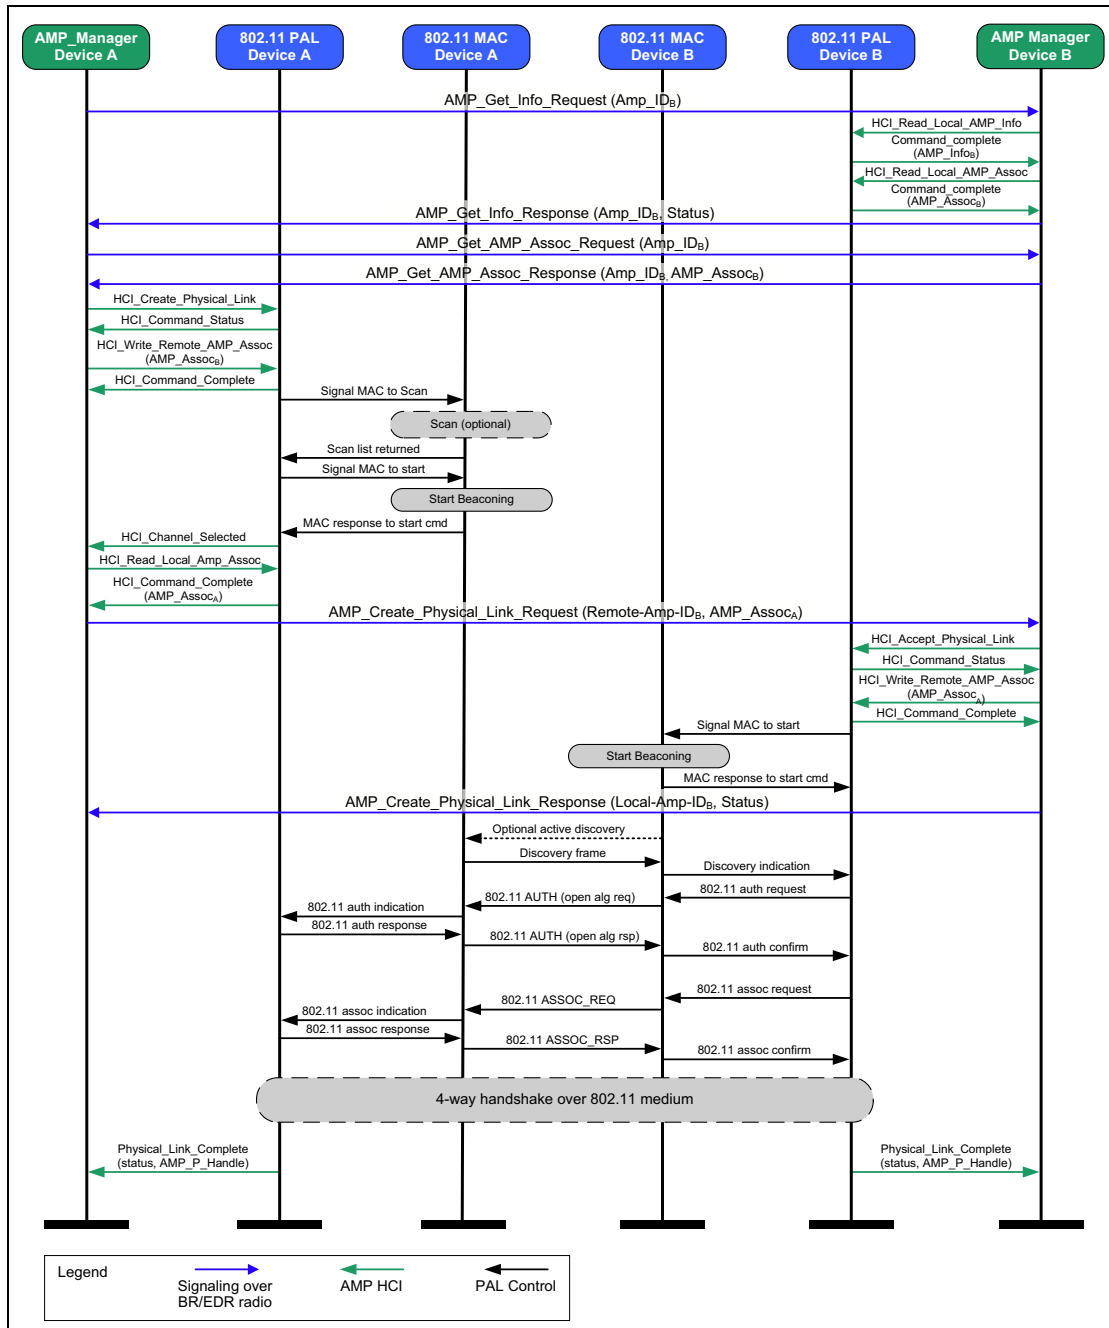 AMP_Manager
Device A
802.11 PAL
Device A
802.11 MAC
Device A
802.11 MAC
Device B
802.11 PAL
Device B
AMP Manager
Device B
AMP_Get_Info_Request (Amp_IDB)
HCI_Read_Local_AMP_Info
Command_complete
(AMP_InfoB)
HCI_Read_Local_AMP_Assoc
Command_complete
(AMP_AssocB)
AMP_Get_Info_Response (Amp_IDB, Status)
AMP_Get_AMP_Assoc_Request (Amp_IDB)
AMP_Get_AMP_Assoc_Response (Amp_IDB, AMP_AssocB)
HCI_Create_Physical_Link
HCI_Command_Status
HCI_Write_Remote_AMP_Assoc
(AMP_AssocB)
HCI_Command_Complete
Signal MAC to Scan
Scan (optional)
Scan list returned
Signal MAC to start
Start Beaconing
MAC response to start cmd
HCI_Channel_Selected
HCI_Read_Local_Amp_Assoc
HCI_Command_Complete
(AMP_AssocA)
AMP_Create_Physical_Link_Request (Remote-Amp-IDB, AMP_AssocA)
HCI_Accept_Physical_Link
HCI_Command_Status
HCI_Write_Remote_AMP_Assoc
(AMP_AssocA)
HCI_Command_Complete
Signal MAC to start
Start Beaconing
MAC response to start cmd
AMP_Create_Physical_Link_Response (Local-Amp-IDB, Status)
Optional active discovery
Discovery frame
Discovery indication
802.11 auth request
802.11 AUTH (open alg req)
802.11 auth indication
802.11 auth response
802.11 AUTH (open alg rsp)
802.11 auth confirm
802.11 assoc request
802.11 ASSOC_REQ
802.11 assoc indication
802.11 assoc response
802.11 ASSOC_RSP
802.11 assoc confirm
4-way handshake over 802.11 medium
Physical_Link_Complete
(status, AMP_P_Handle)
Physical_Link_Complete
(status, AMP_P_Handle)
Legend
Signaling over
BR/EDR radio
AMP HCI
PAL Control